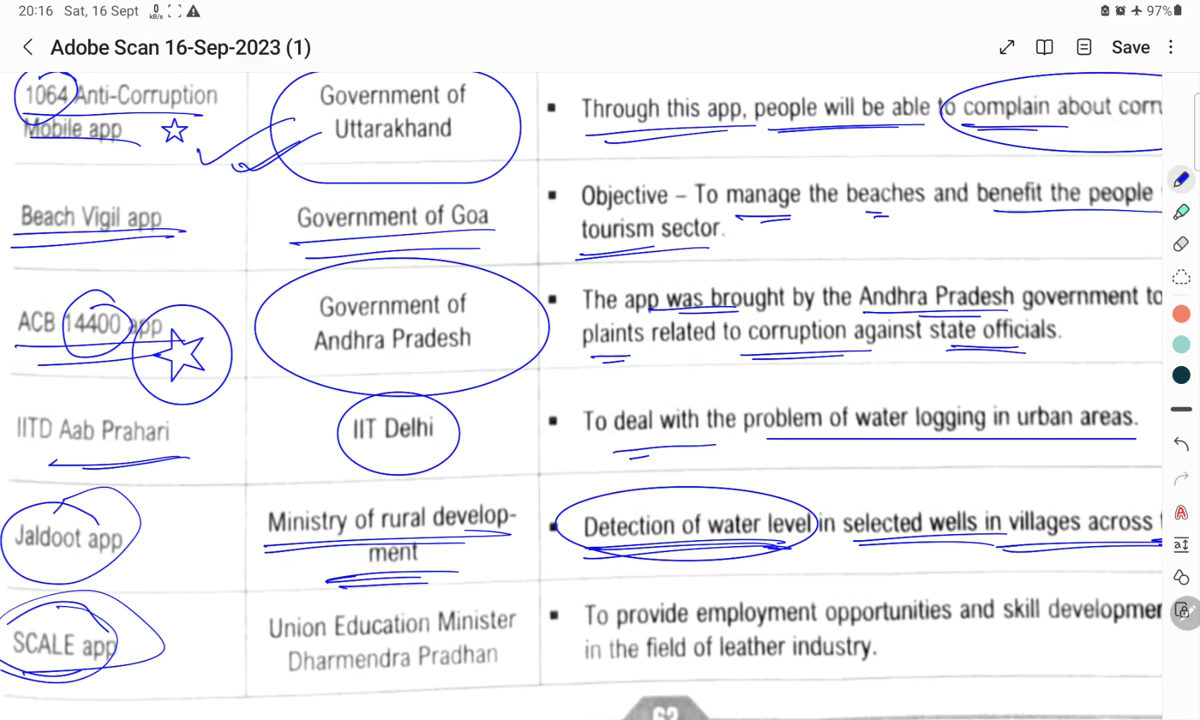 20:16 Sat, 16 Sept 0 kB/s 97%
Adobe Scan 16-Sep-2023 (1) Save
1064 Anti-Corruption
Mobile app
Government of
Uttarakhand
▪ Through this app, people will be able to complain about corr
Beach Vigil app
Government of Goa
▪ Objective – To manage the beaches and benefit the people
tourism sector.
ACB 14400 app
Government of
Andhra Pradesh
▪ The app was brought by the Andhra Pradesh government to
plaints related to corruption against state officials.
IITD Aab Prahari
IIT Delhi
▪ To deal with the problem of water logging in urban areas.
Jaldoot app
Ministry of rural develop-
ment
▪ Detection of water level in selected wells in villages across
SCALE app
Union Education Minister
Dharmendra Pradhan
▪ To provide employment opportunities and skill developmen
in the field of leather industry.